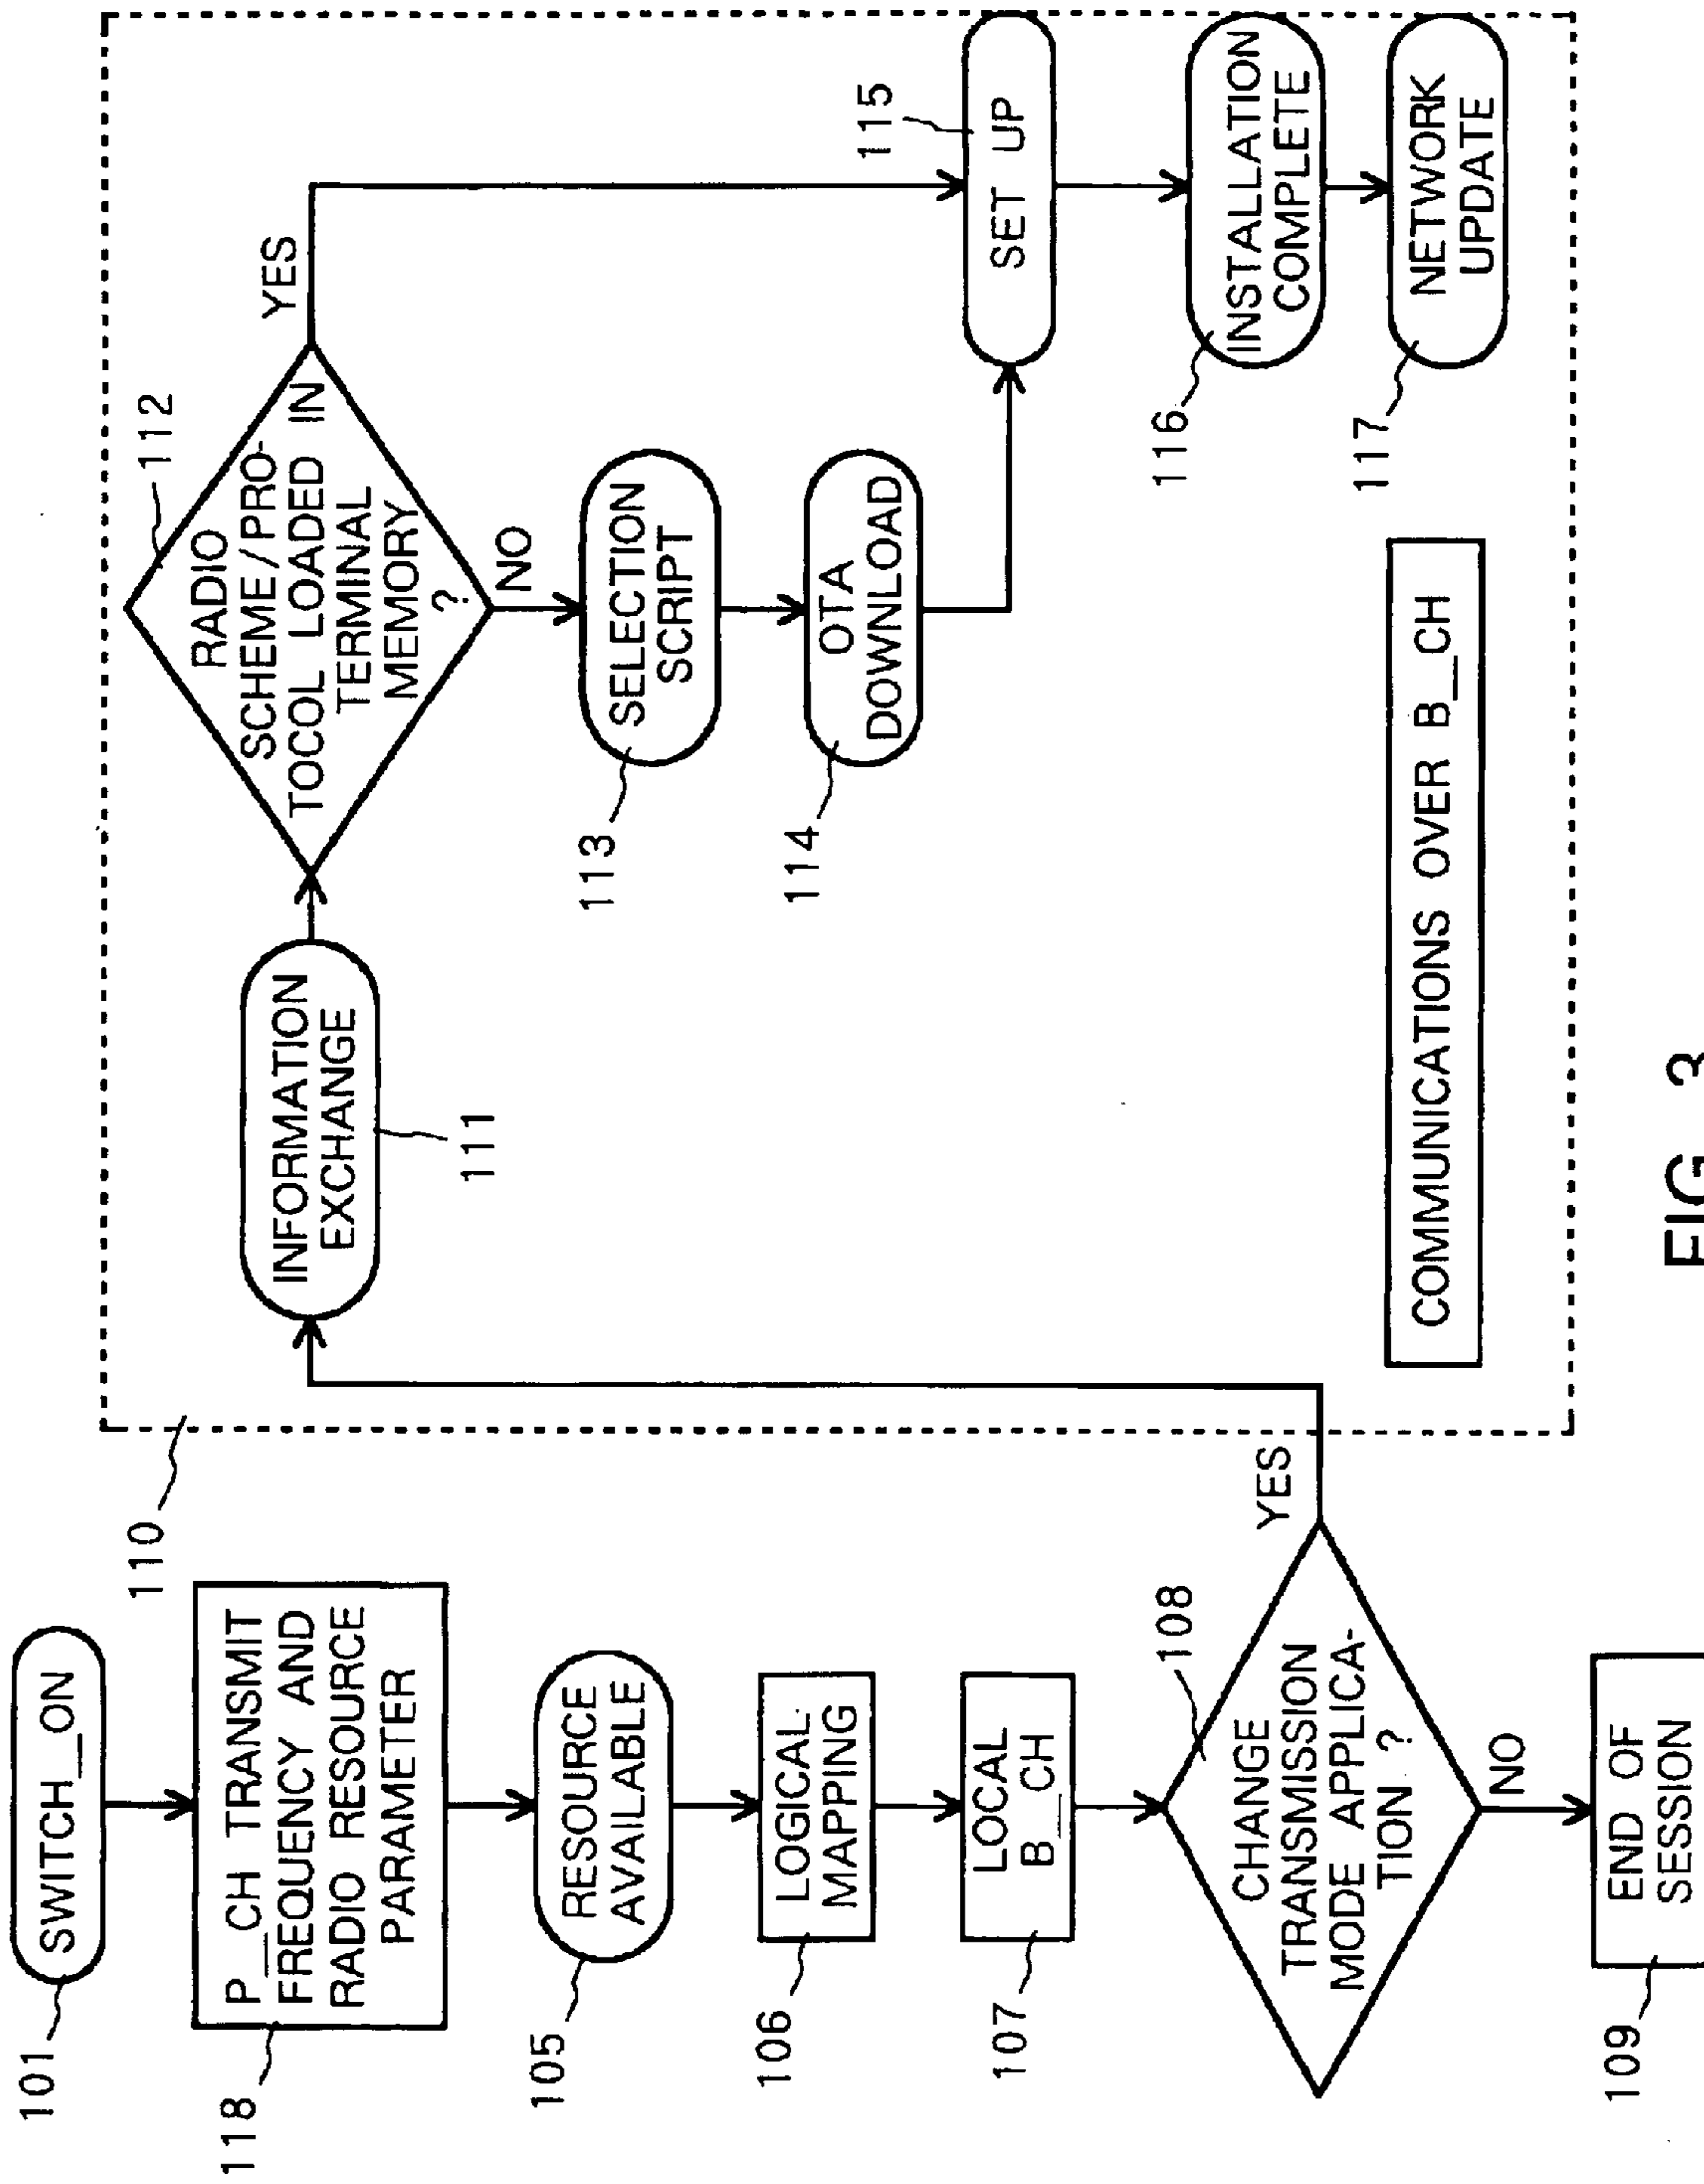 101
SWITCH_ON
118
P_CH TRANSMIT
FREQUENCY AND
RADIO RESOURCE
PARAMETER
105
RESOURCE
AVAILABLE
106
LOGICAL
MAPPING
107
LOCAL
B_CH
108
CHANGE
TRANSMISSION
MODE APPLICA-
TION ?
YES
NO
109
END OF
SESSION
110
INFORMATION
EXCHANGE
111
112
RADIO
SCHEME/PRO-
TOCOL LOADED IN
TERMINAL
MEMORY
?
YES
NO
113
SELECTION
SCRIPT
114
OTA
DOWNLOAD
115
SET UP
116
INSTALLATION
COMPLETE
117
NETWORK
UPDATE
COMMUNICATIONS OVER B_CH
FIG. 3